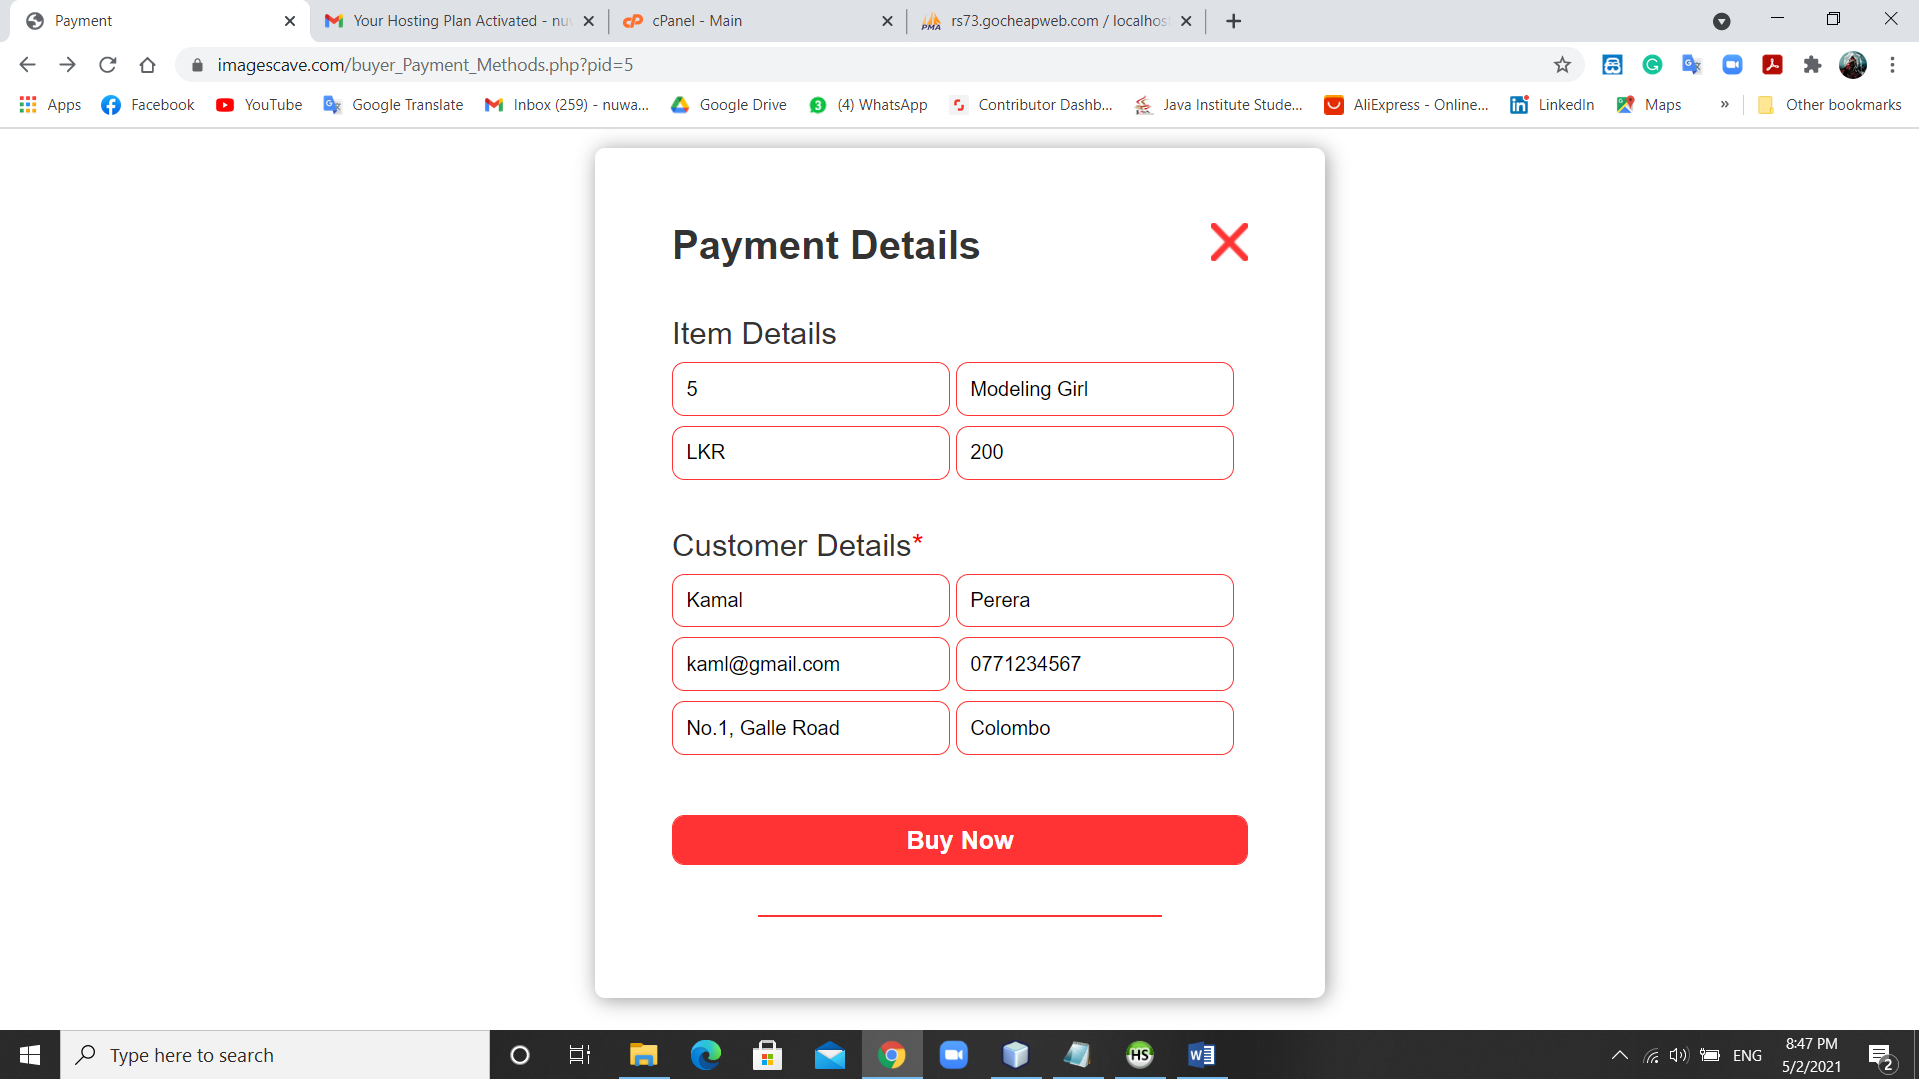 Payment
Your Hosting Plan Activated - nu
cPanel - Main
rs73.gocheapweb.com / localhos
imagescave.com/buyer_Payment_Methods.php?pid=5
Apps
Facebook
YouTube
Google Translate
Inbox (259) - nuwa...
Google Drive
3
(4) WhatsApp
Contributor Dashb...
Java Institute Stude...
AliExpress - Online...
LinkedIn
Maps
»
Other bookmarks
Payment Details
Item Details
5
Modeling Girl
LKR
200
Customer Details*
Kamal
Perera
kaml@gmail.com
0771234567
No.1, Galle Road
Colombo
Buy Now
Type here to search
HS
ENG
8:47 PM
5/2/2021
2